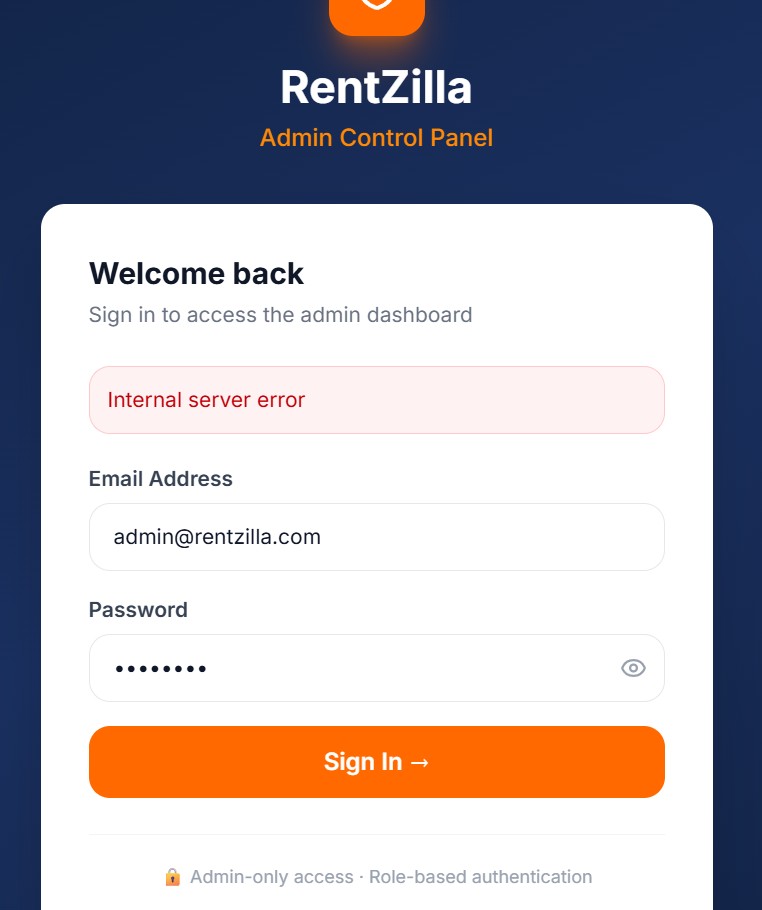 RentZilla
Admin Control Panel
Welcome back
Sign in to access the admin dashboard
Internal server error
Email Address
admin@rentzilla.com
Password
••••••••
Sign In →
🔒 Admin-only access · Role-based authentication